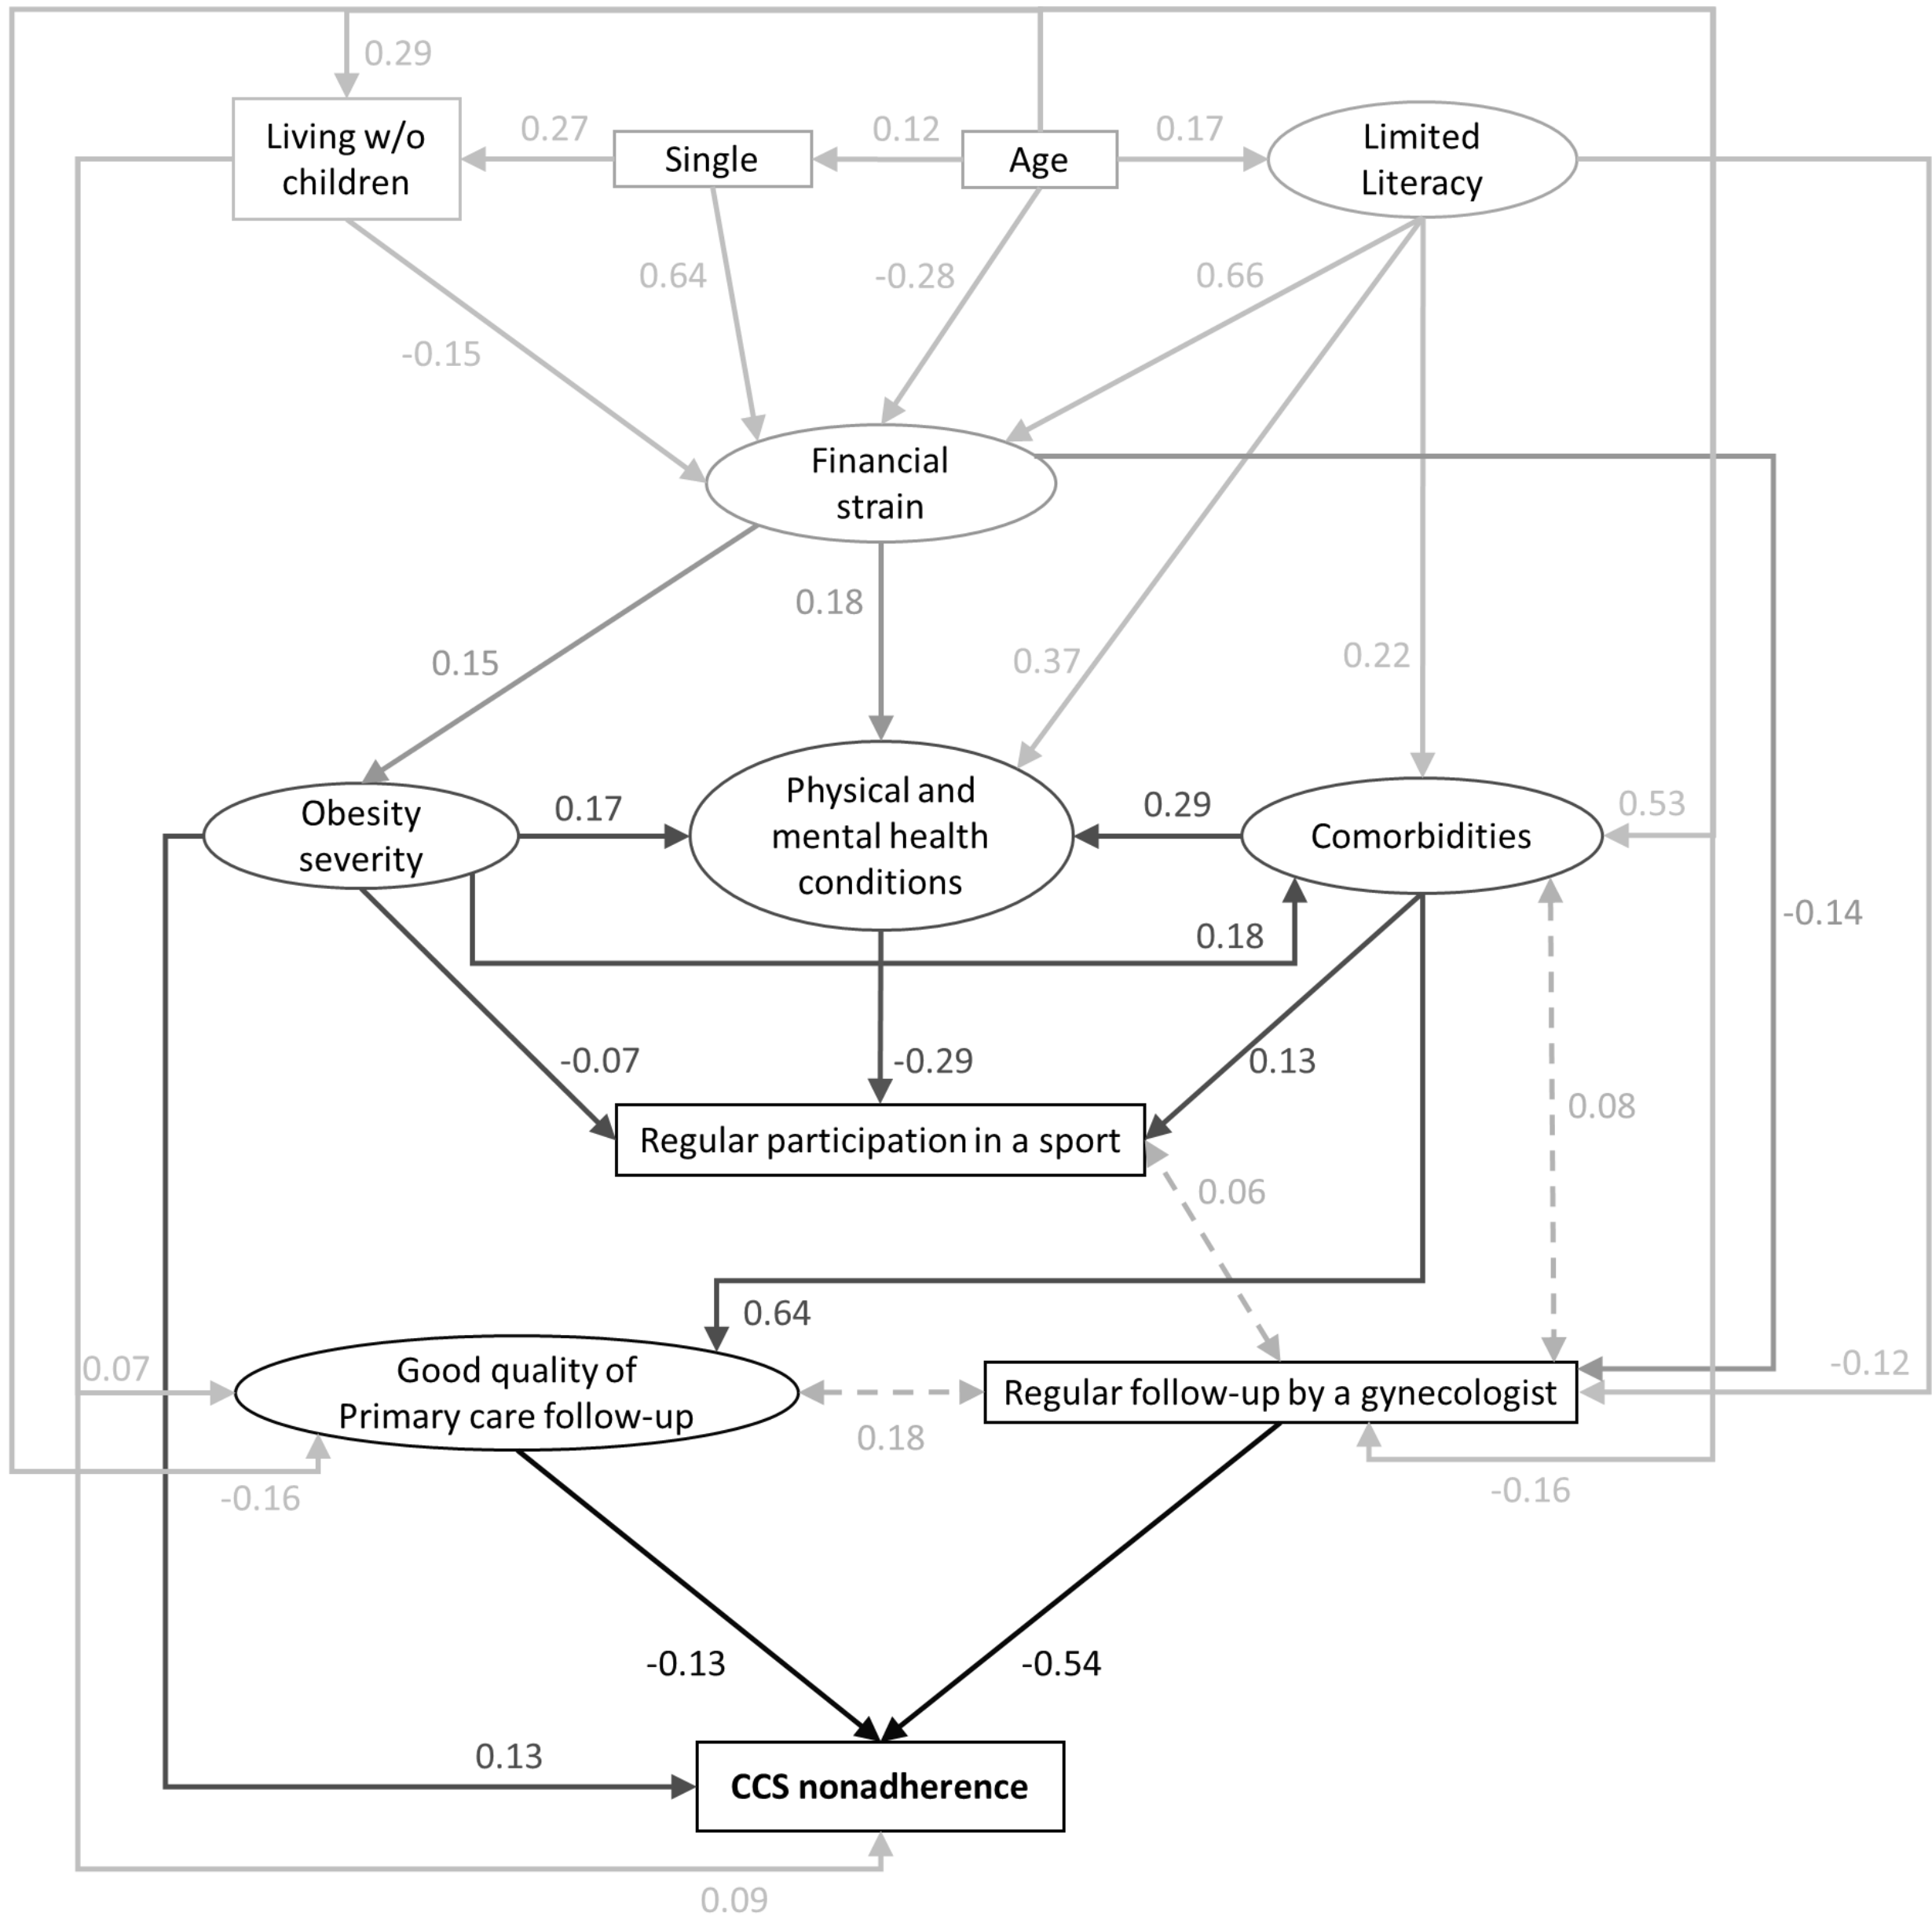 0.29
Living w/o
children
0.27
Single
0.12
Age
0.17
Limited
Literacy
0.64
-0.28
0.66
-0.15
Financial
strain
0.18
0.15
0.37
0.22
Obesity
severity
0.17
Physical and
mental health
conditions
0.29
Comorbidities
0.53
0.18
-0.14
-0.07
-0.29
0.13
0.08
Regular participation in a sport
0.06
0.64
0.07
Good quality of
Primary care follow-up
0.18
Regular follow-up by a gynecologist
-0.12
-0.16
-0.16
-0.13
-0.54
0.13
CCS nonadherence
0.09